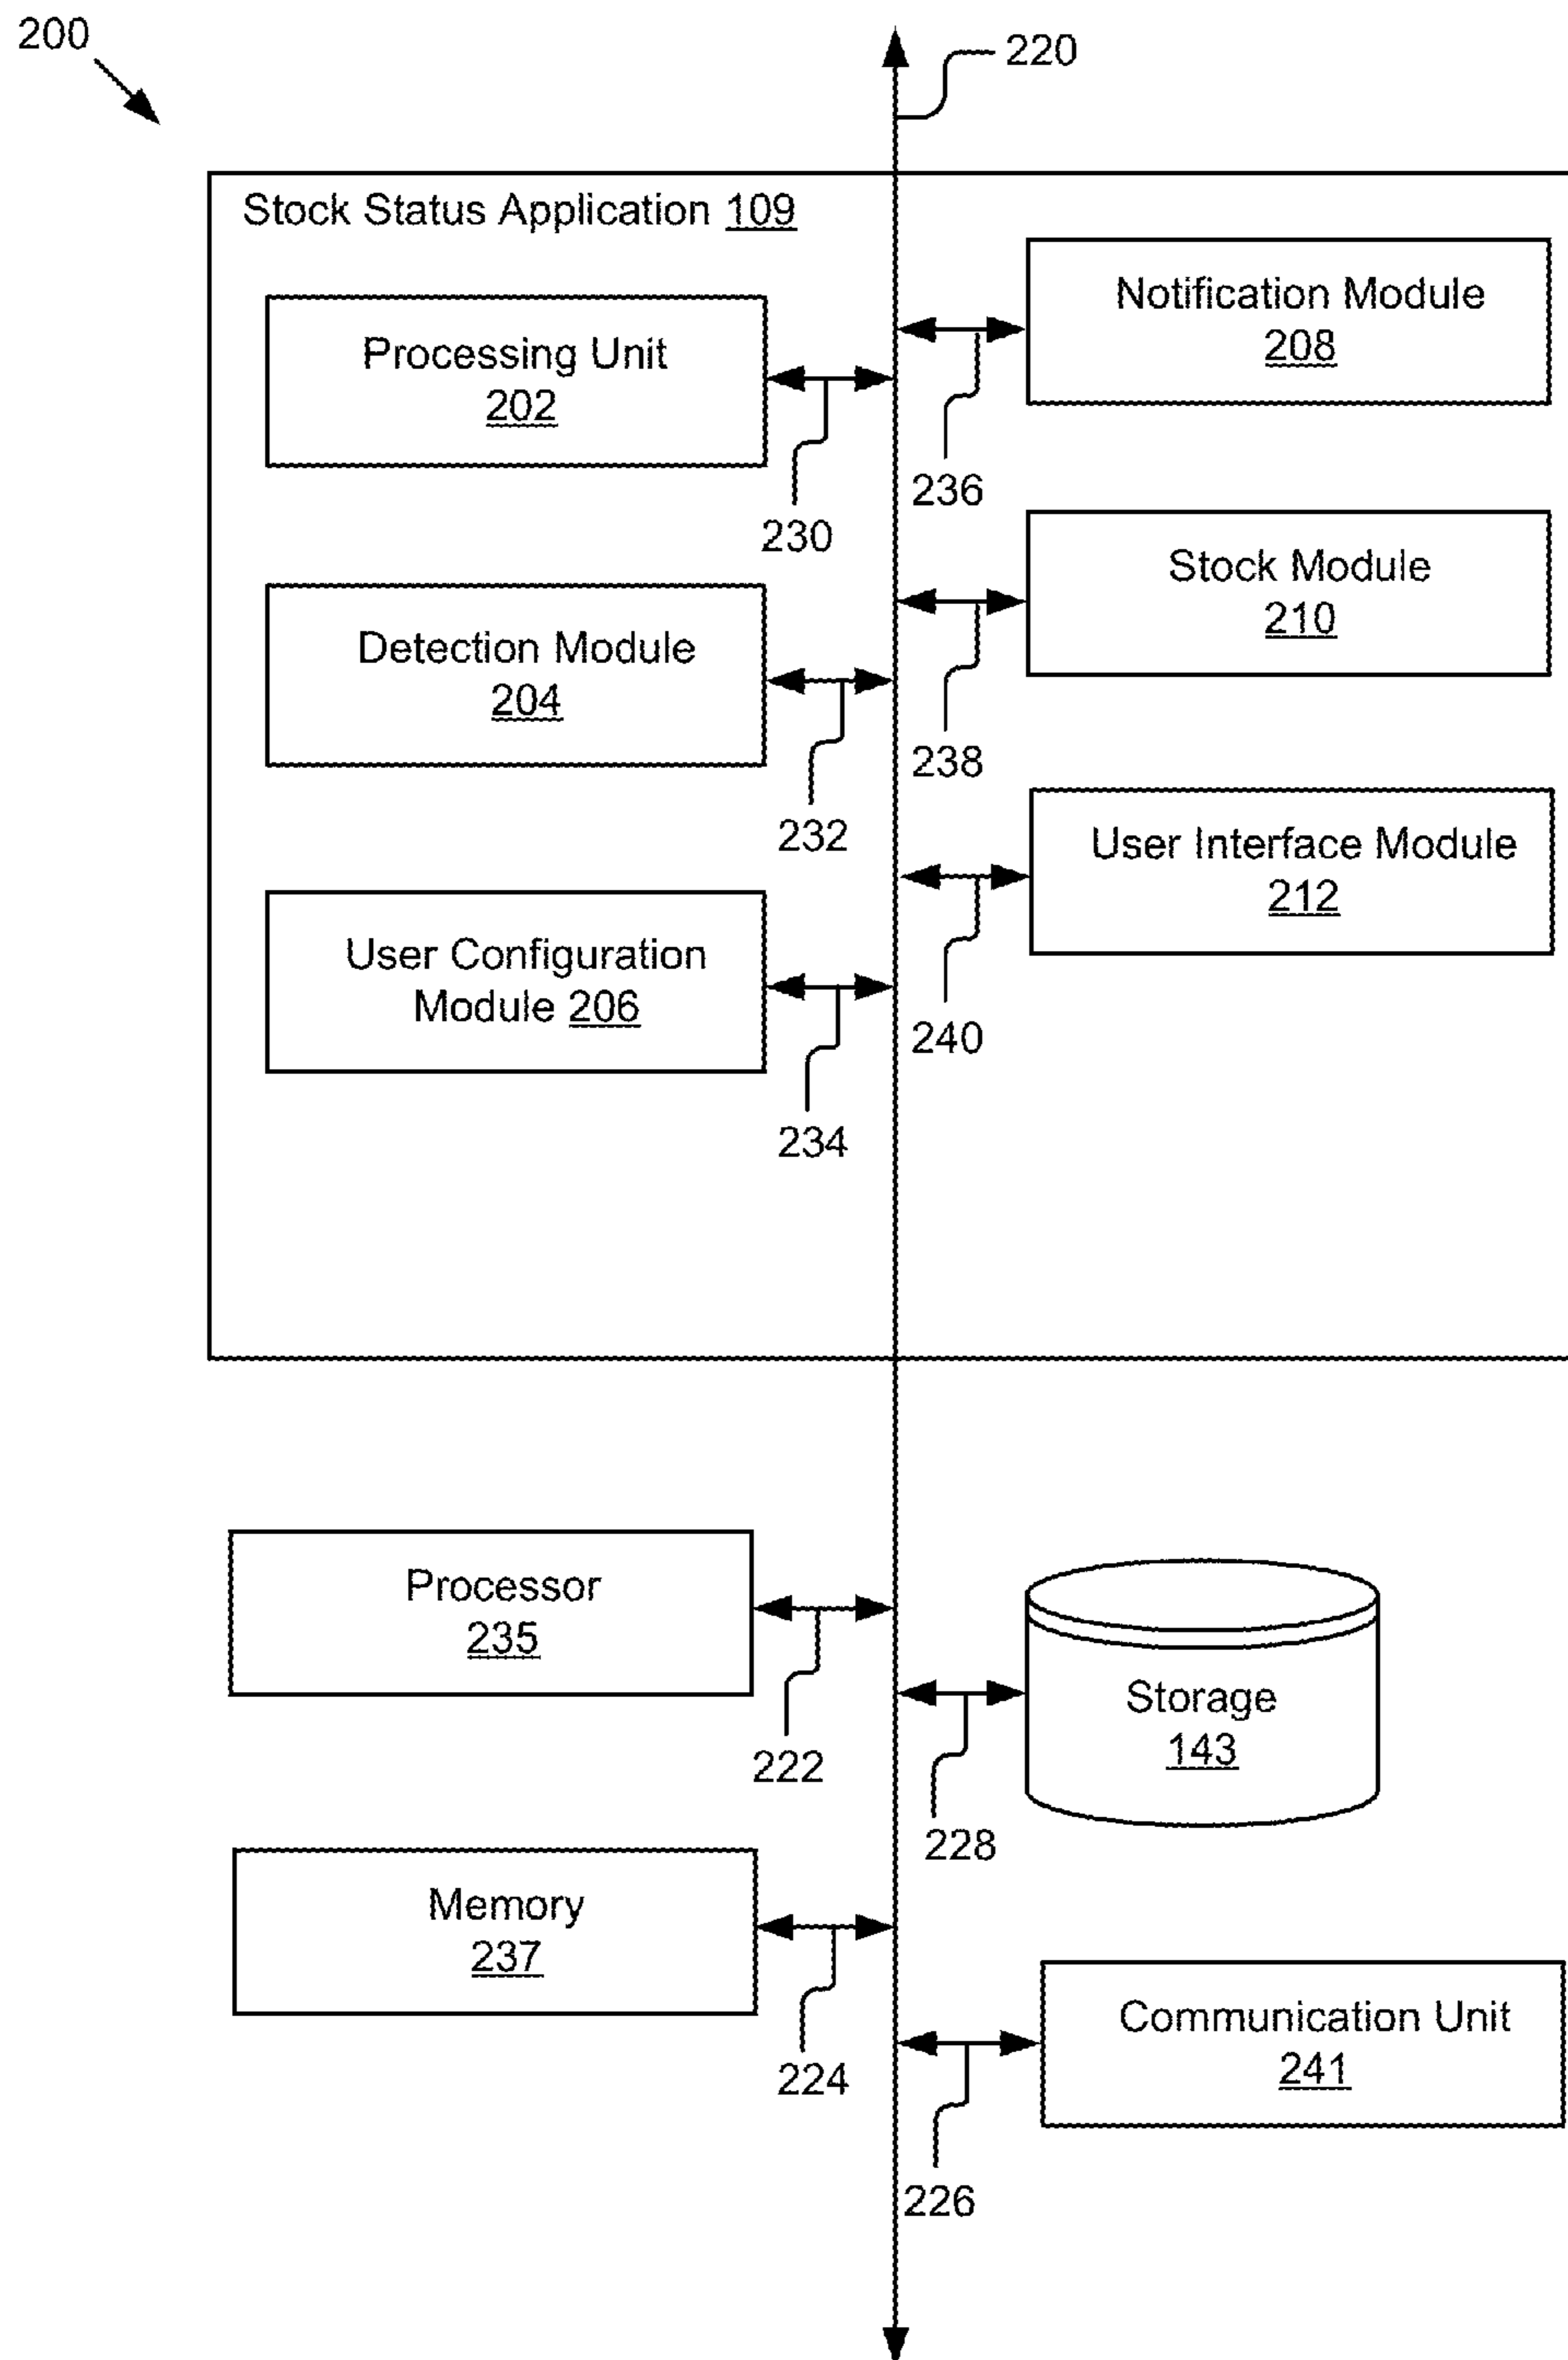 200
220
Stock Status Application 109
Processing Unit
202
230
Notification Module
208
236
Detection Module
204
232
Stock Module
210
238
User Configuration
Module 206
234
User Interface Module
212
240
Processor
235
222
Storage
143
228
Memory
237
224
Communication Unit
241
226